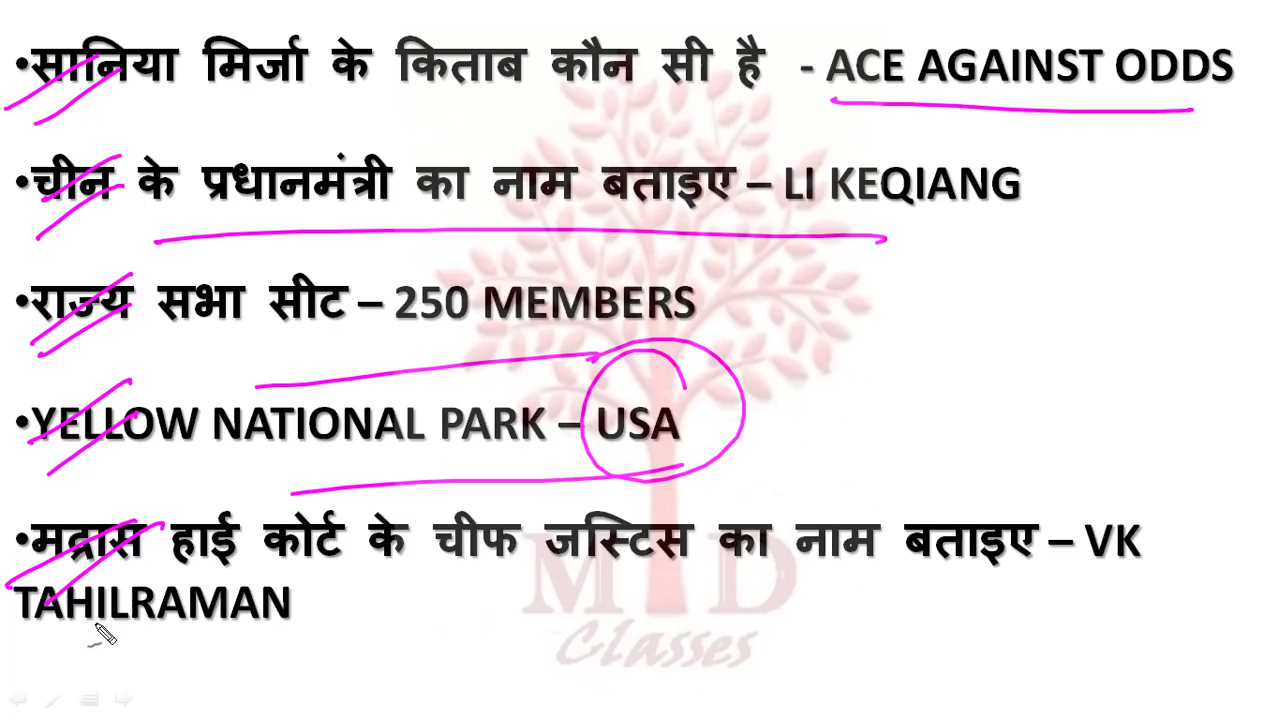 •सानिया मिर्जा के किताब कौन सी है - ACE AGAINST ODDS
•चीन के प्रधानमंत्री का नाम बताइए – LI KEQIANG
•राज्य सभा सीट – 250 MEMBERS
•YELLOW NATIONAL PARK – USA
•मद्रास हाई कोर्ट के चीफ जस्टिस का नाम बताइए – VK
TAHILRAMAN
M D
Classes